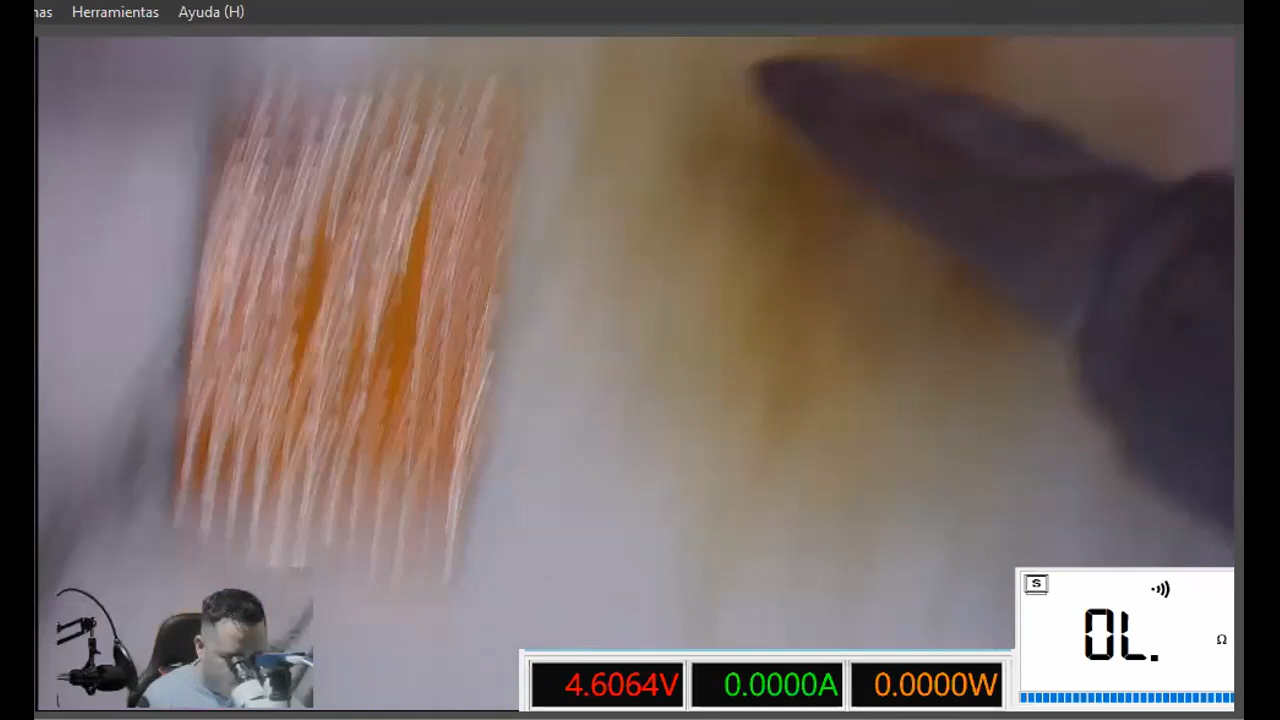 nas Herramientas Ayuda (H)
S
OL.
Ω
4.6064V 0.0000A 0.0000W